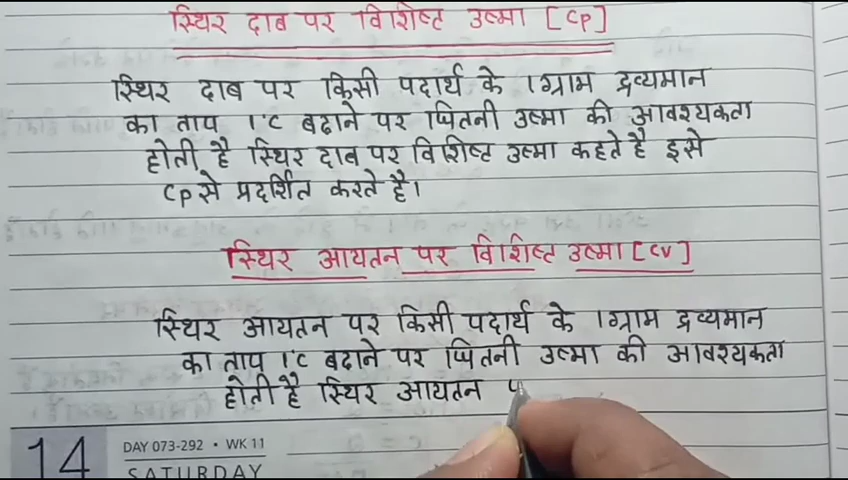 स्थिर दाब पर विशिष्ट उष्मा [Cp]
स्थिर दाब पर किसी पदार्थ के 1ग्राम द्रव्यमान
का ताप 1°C बढाने पर जितनी उष्मा की आवश्यकता
होती है स्थिर दाब पर विशिष्ट उष्मा कहते है इसे
Cp से प्रदर्शित करते है।
स्थिर आयतन पर विशिष्ट उष्मा [CV]
स्थिर आयतन पर किसी पदार्थ के 1ग्राम द्रव्यमान
का ताप 1°C बढाने पर जितनी उष्मा की आवश्यकता
होती है स्थिर आयतन प
14 DAY 073-292 • WK 11
SATURDAY